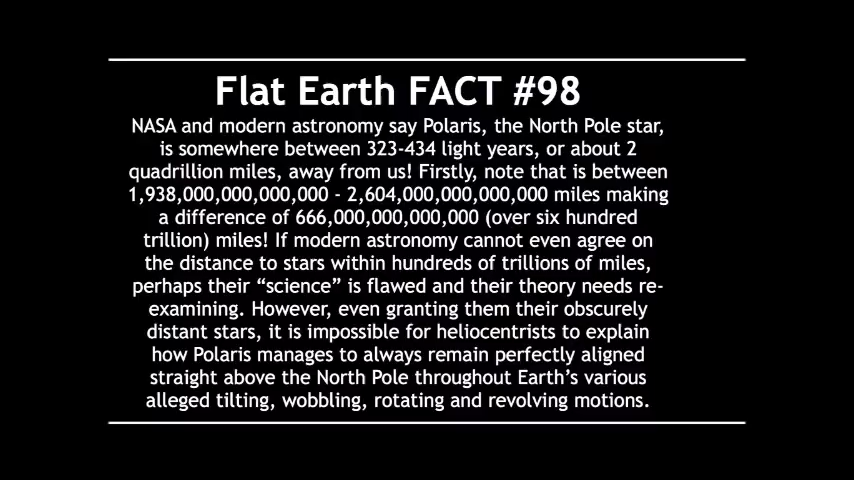 Flat Earth FACT #98
NASA and modern astronomy say Polaris, the North Pole star,
is somewhere between 323-434 light years, or about 2
quadrillion miles, away from us! Firstly, note that is between
1,938,000,000,000,000 - 2,604,000,000,000,000 miles making
a difference of 666,000,000,000,000 (over six hundred
trillion) miles! If modern astronomy cannot even agree on
the distance to stars within hundreds of trillions of miles,
perhaps their “science” is flawed and their theory needs re-
examining. However, even granting them their obscurely
distant stars, it is impossible for heliocentrists to explain
how Polaris manages to always remain perfectly aligned
straight above the North Pole throughout Earth’s various
alleged tilting, wobbling, rotating and revolving motions.